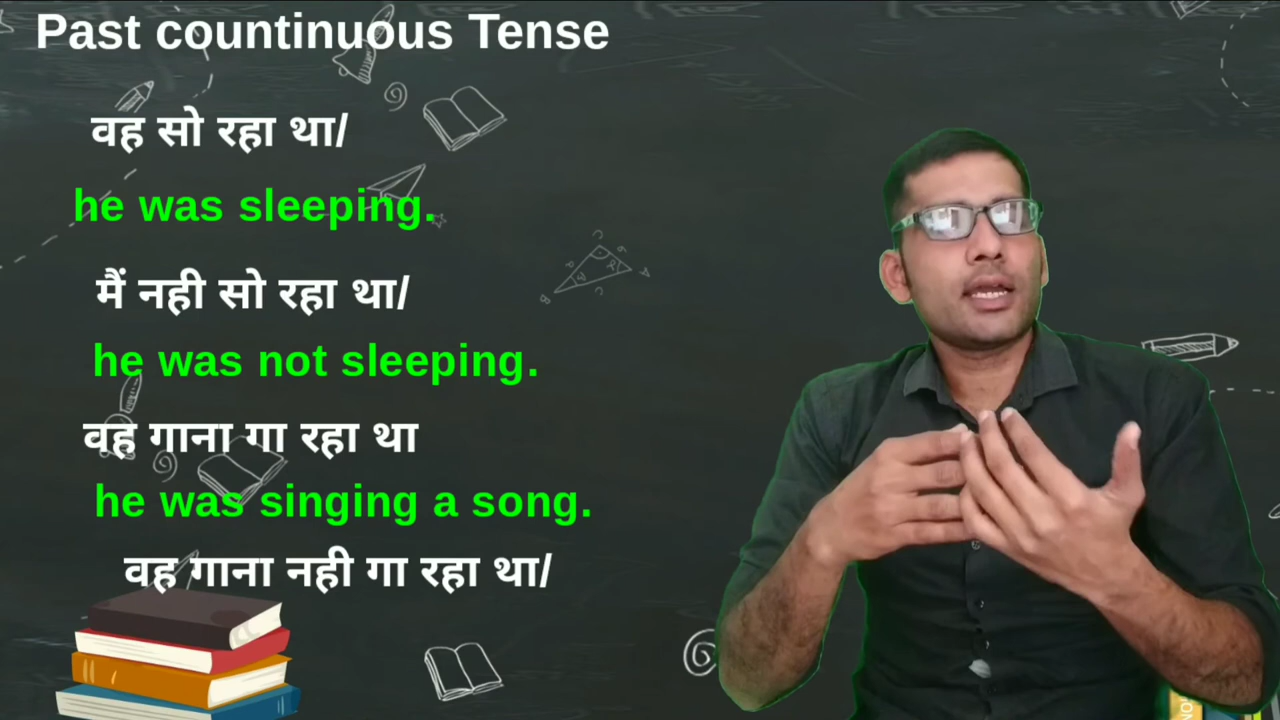 Past countinuous Tense
वह सो रहा था/
he was sleeping.
मैं नही सो रहा था/
he was not sleeping.
वह गाना गा रहा था
he was singing a song.
वह गाना नही गा रहा था/